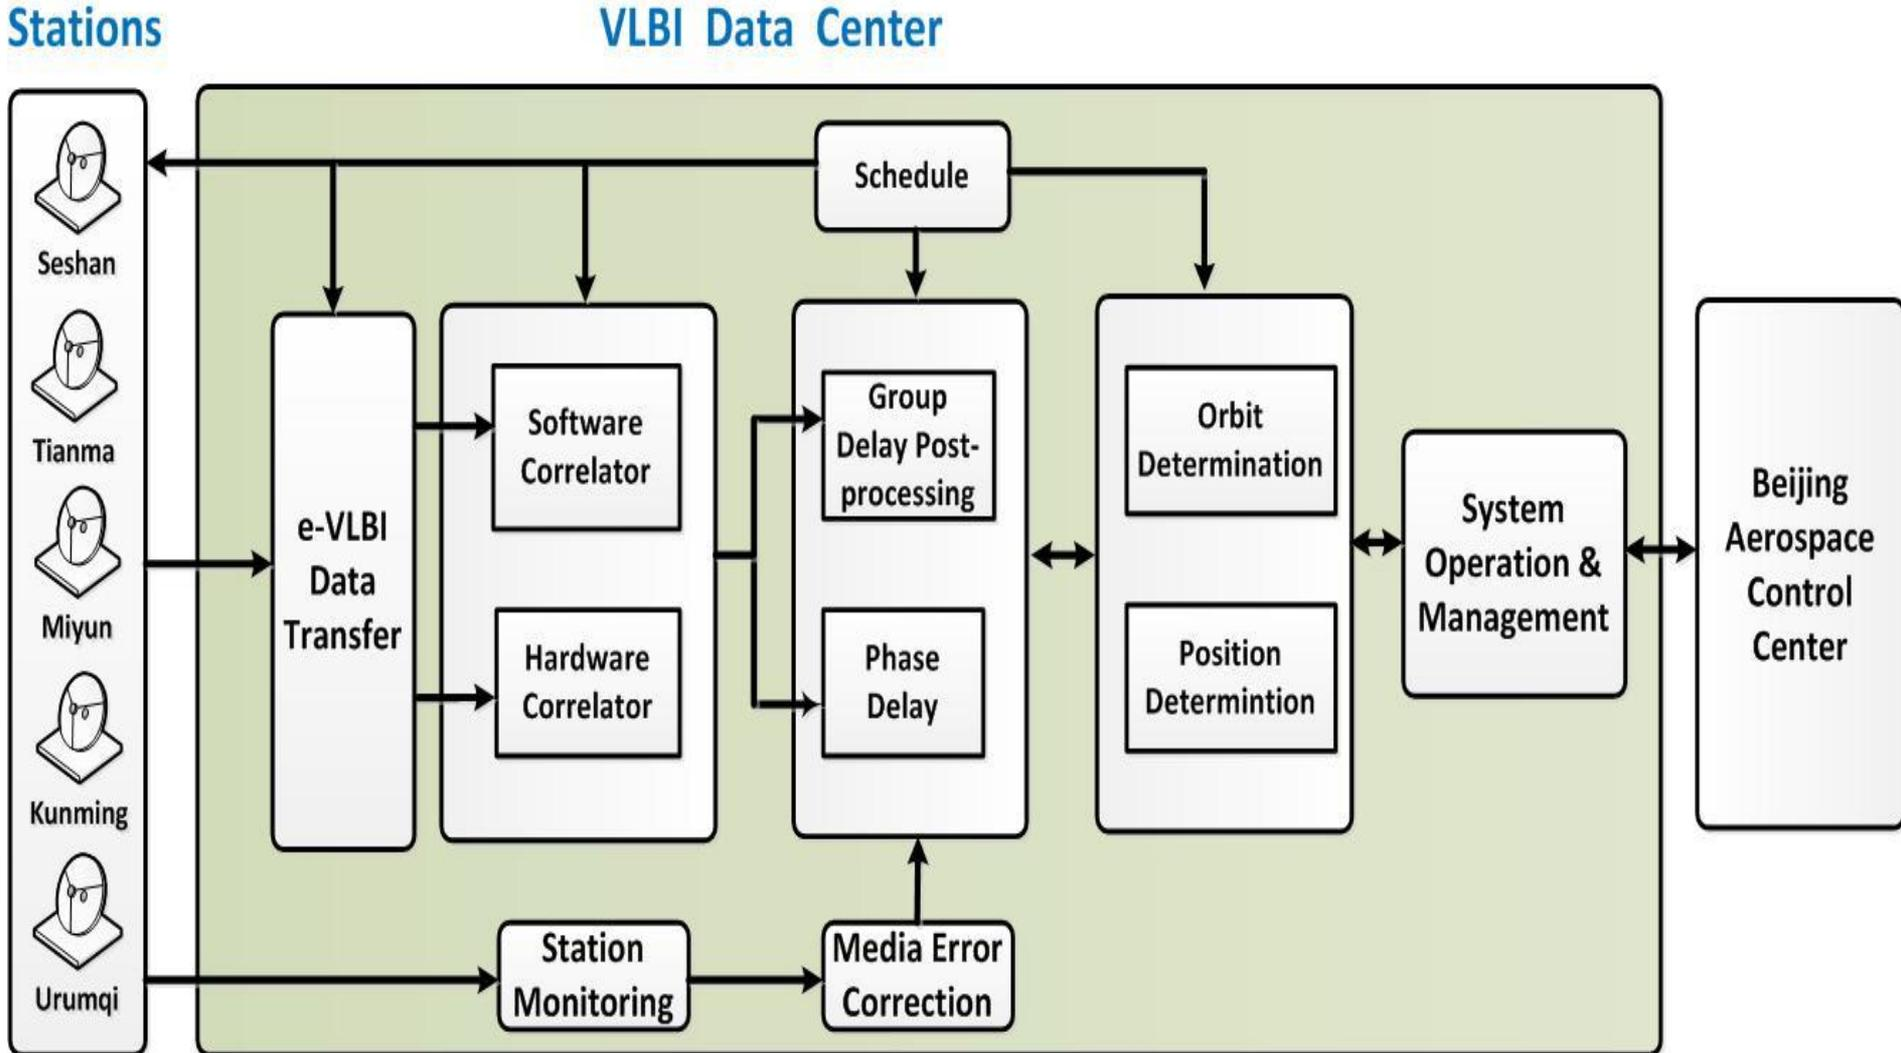 Stations
VLBI Data Center
Seshan
Tianma
Miyun
Kunming
Urumqi
Schedule
e-VLBI
Data
Transfer
Software
Correlator
Hardware
Correlator
Group
Delay Post-
processing
Phase
Delay
Orbit
Determination
Position
Determintion
System
Operation &
Management
Beijing
Aerospace
Control
Center
Station
Monitoring
Media Error
Correction